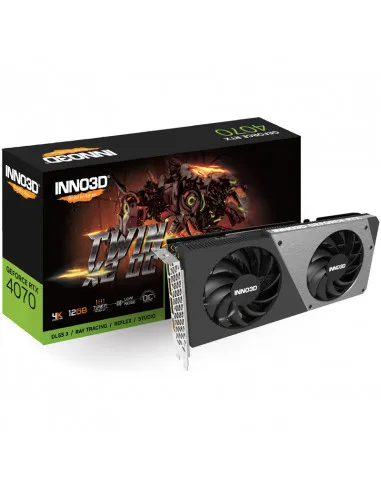 INNO3D
GEFORCE RTX 4070
INNO3D
GEFORCE RTX
4070
TWIN
X2 OC
4K 12GB
OC
DLSS 3 / RAY TRACING / REFLEX / STUDIO
INNO3D
INNO3D